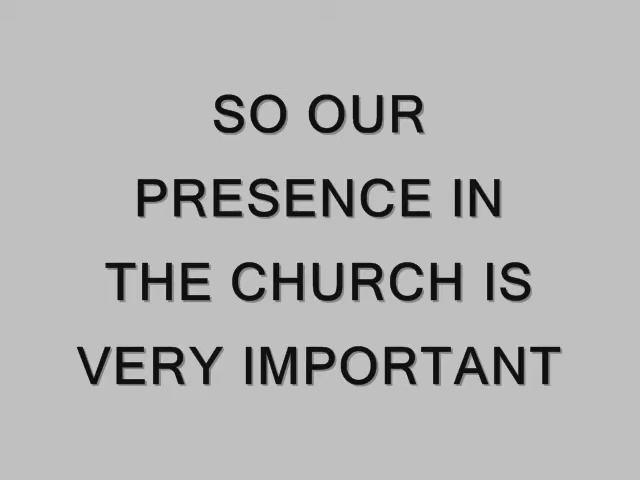 SO OUR
PRESENCE IN
THE CHURCH IS
VERY IMPORTANT